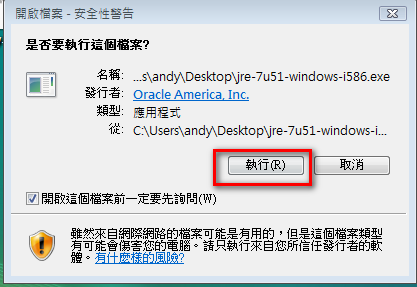 開啟檔案 - 安全性警告
是否要執行這個檔案?
名稱: ...s\andy\Desktop\jre-7u51-windows-i586.exe
發行者: Oracle America, Inc.
類型: 應用程式
從: C:\Users\andy\Desktop\jre-7u51-windows-i...
執行(R) 取消
開啟這個檔案前一定要先詢問(W)
雖然來自網際網路的檔案可能是有用的，但是這個檔案類型
有可能會傷害您的電腦。請只執行來自您所信任發行者的軟
體。有什麼樣的風險?